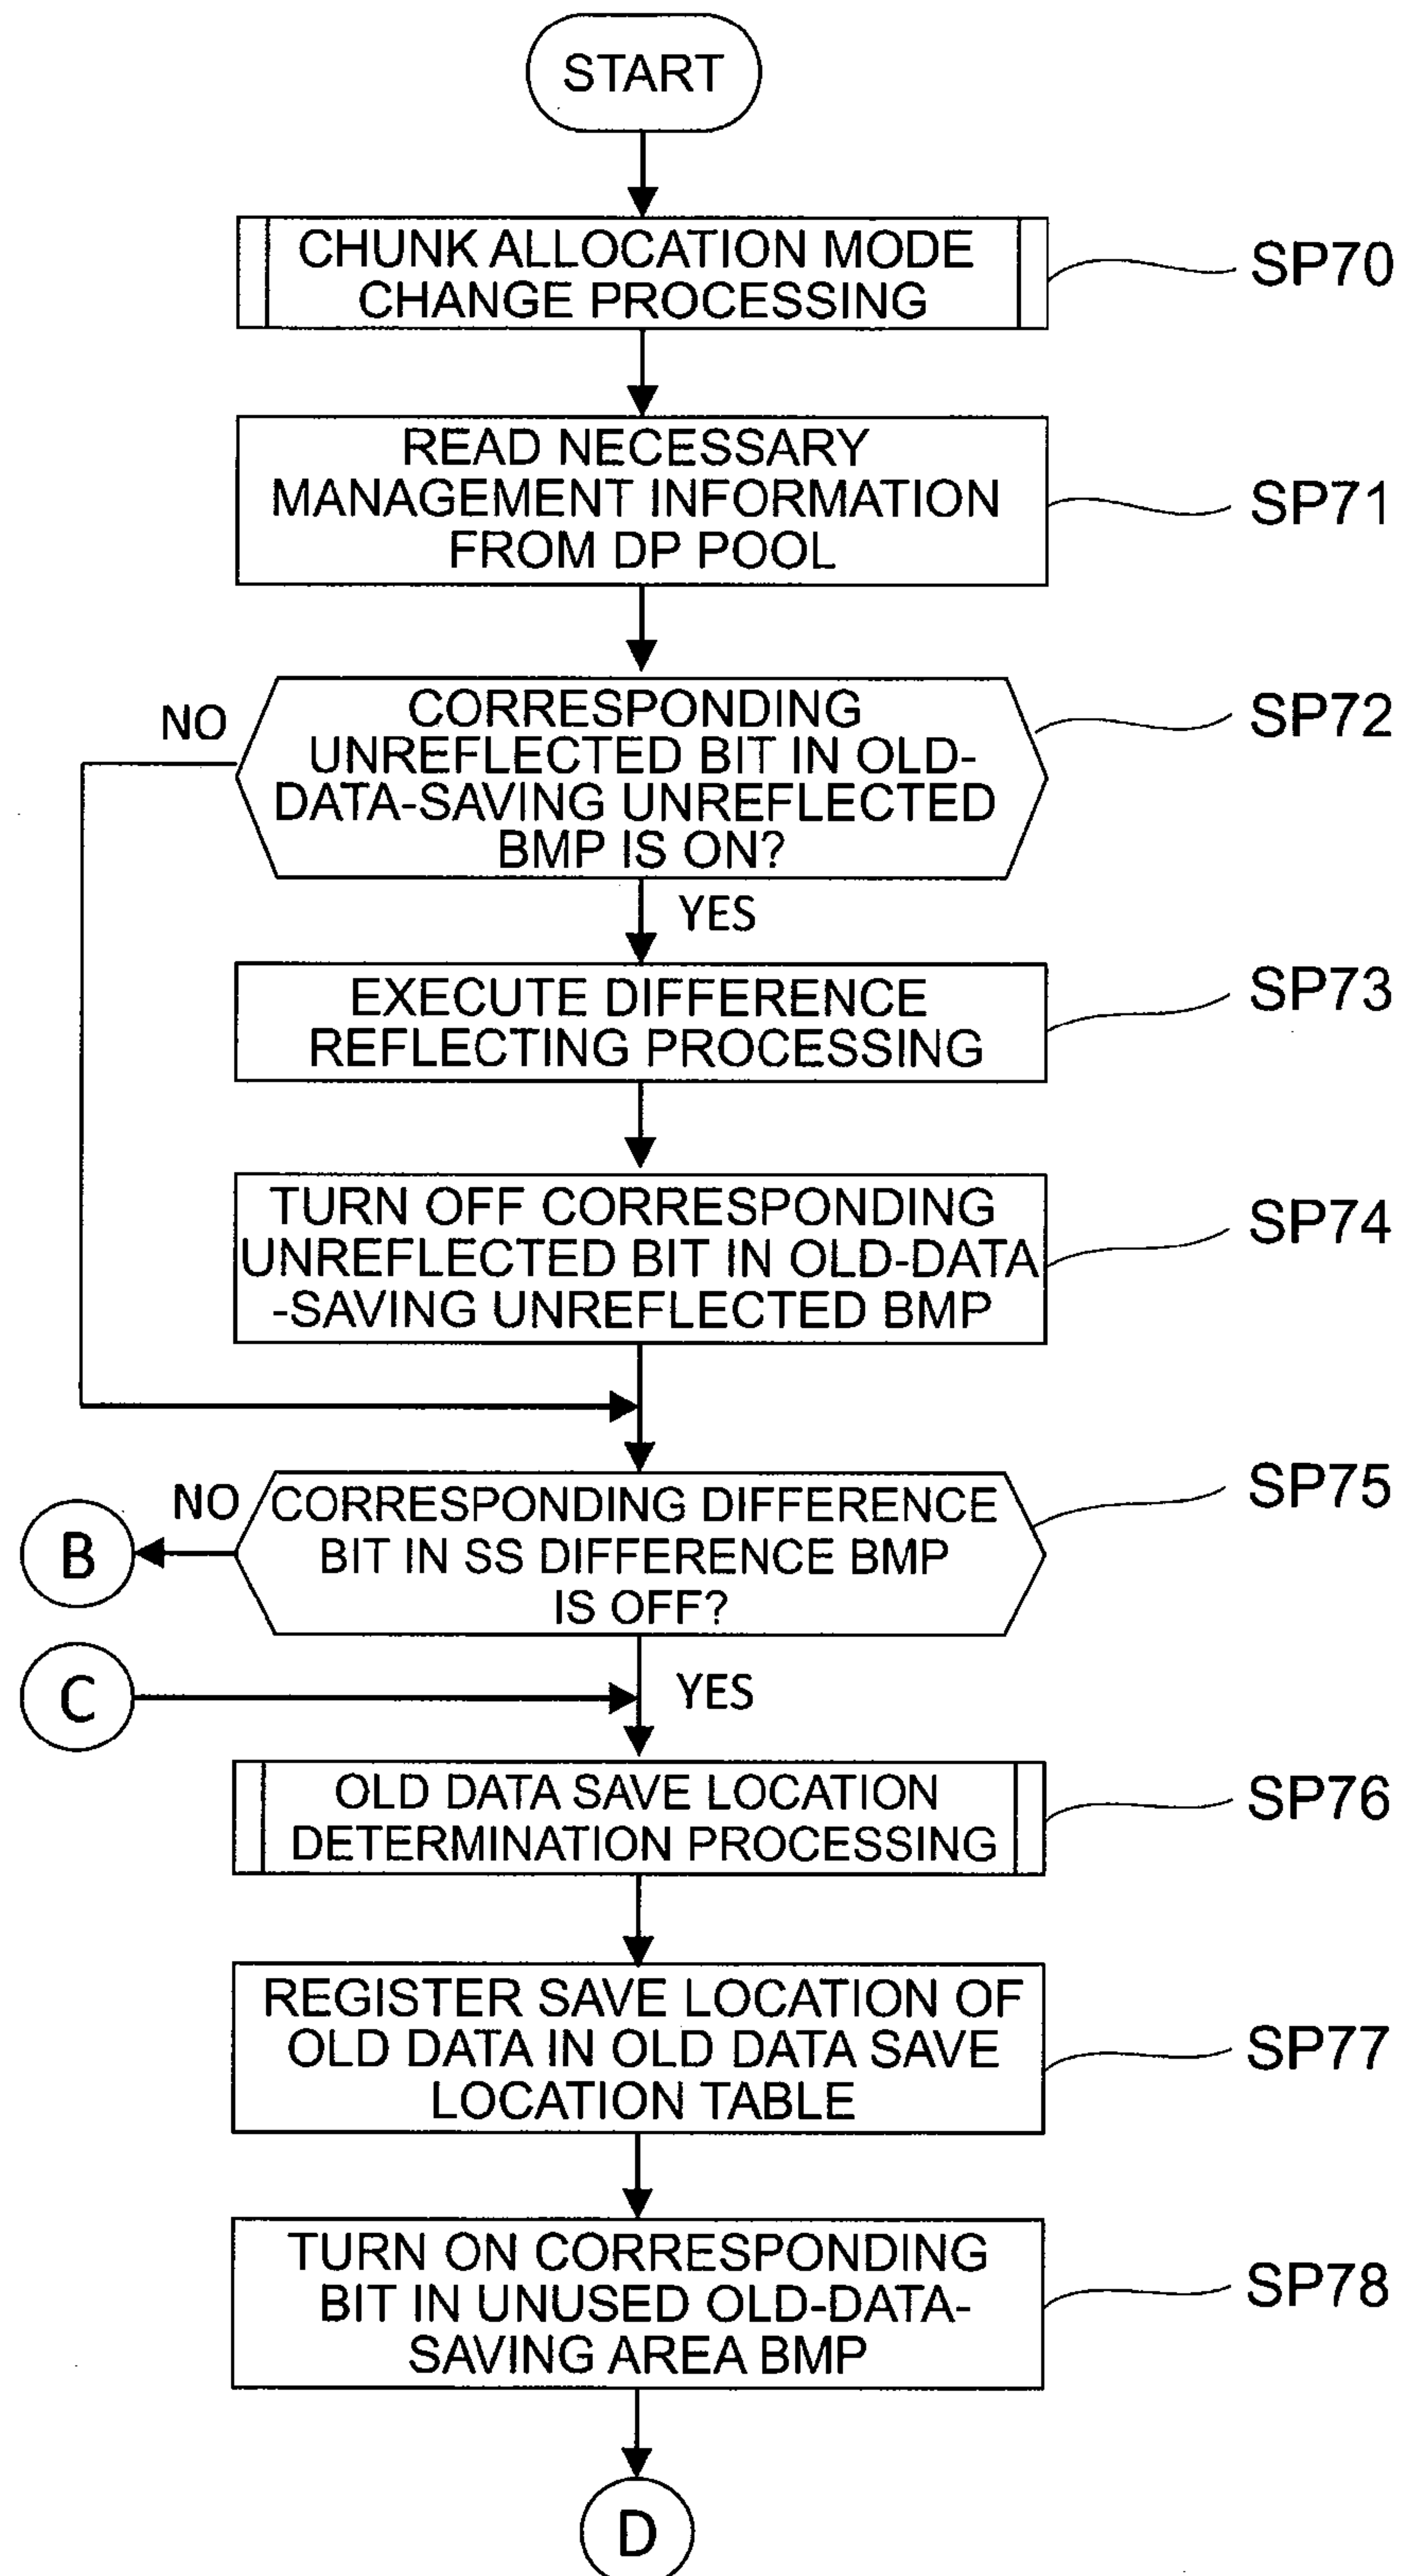 START
CHUNK ALLOCATION MODE
CHANGE PROCESSING
SP70
READ NECESSARY
MANAGEMENT INFORMATION
FROM DP POOL
SP71
NO
CORRESPONDING
UNREFLECTED BIT IN OLD-
DATA-SAVING UNREFLECTED
BMP IS ON?
SP72
YES
EXECUTE DIFFERENCE
REFLECTING PROCESSING
SP73
TURN OFF CORRESPONDING
UNREFLECTED BIT IN OLD-DATA
-SAVING UNREFLECTED BMP
SP74
B
NO
CORRESPONDING DIFFERENCE
BIT IN SS DIFFERENCE BMP
IS OFF?
SP75
C
YES
OLD DATA SAVE LOCATION
DETERMINATION PROCESSING
SP76
REGISTER SAVE LOCATION OF
OLD DATA IN OLD DATA SAVE
LOCATION TABLE
SP77
TURN ON CORRESPONDING
BIT IN UNUSED OLD-DATA-
SAVING AREA BMP
SP78
D